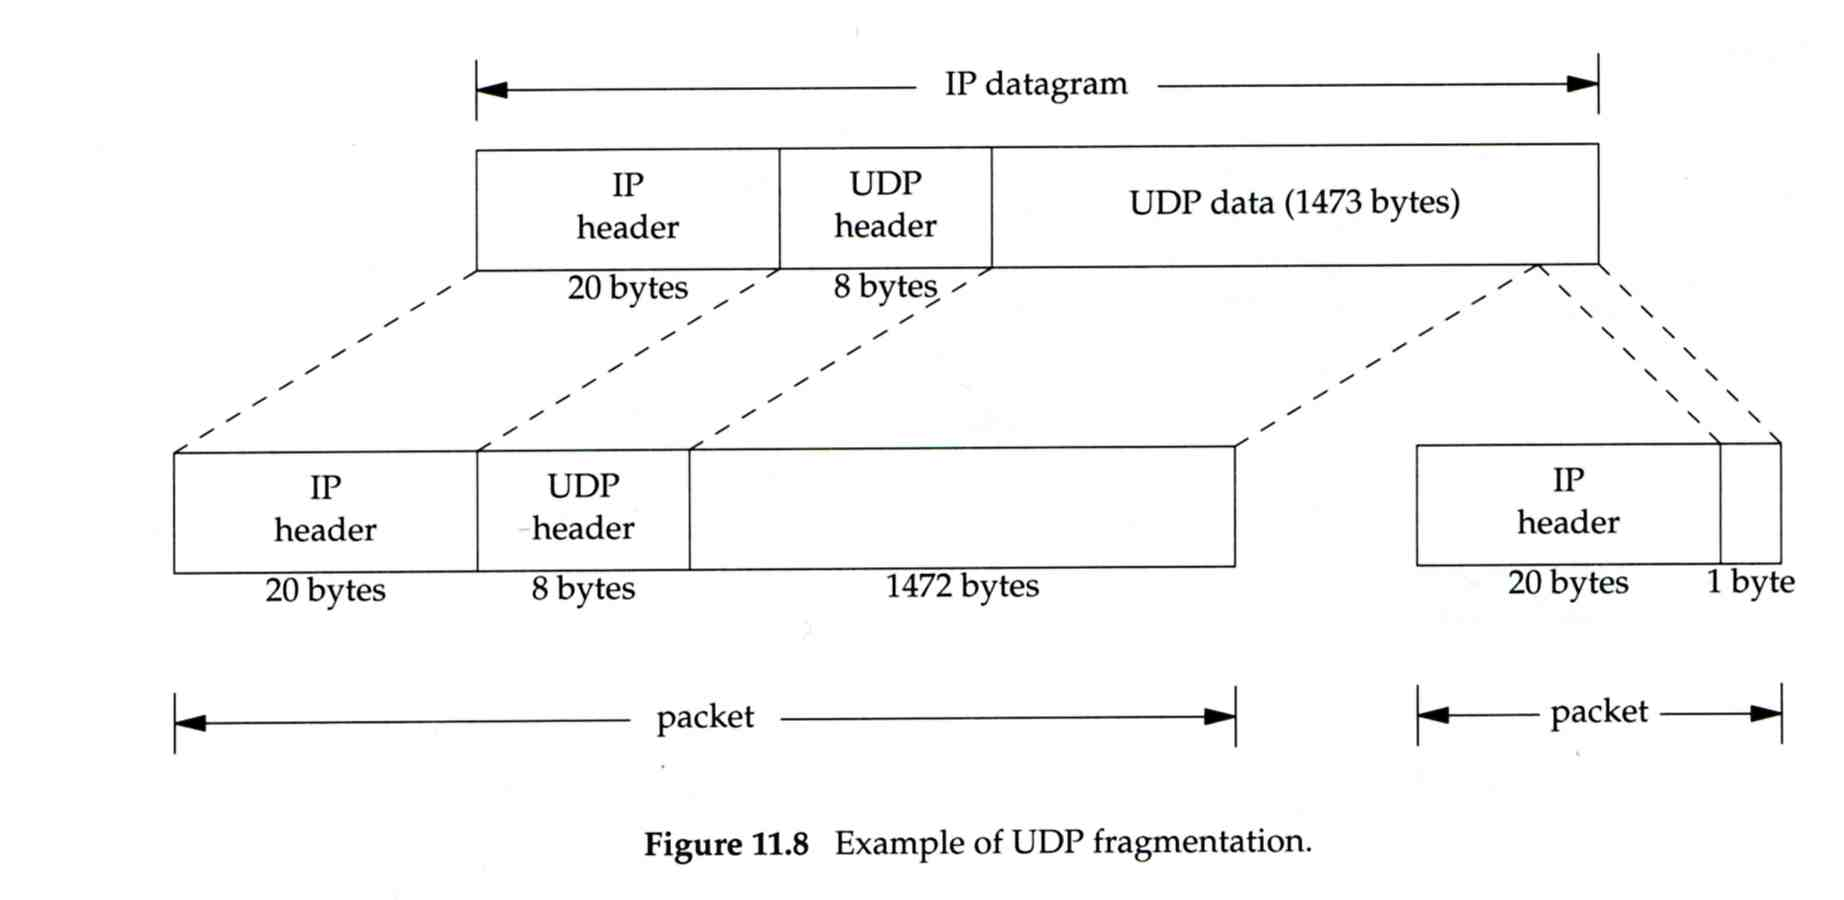 IP datagram
IP
header
UDP
header
UDP data (1473 bytes)
20 bytes
8 bytes
IP
header
UDP
header
IP
header
20 bytes
8 bytes
1472 bytes
20 bytes
1 byte
packet
packet
Figure 11.8 Example of UDP fragmentation.